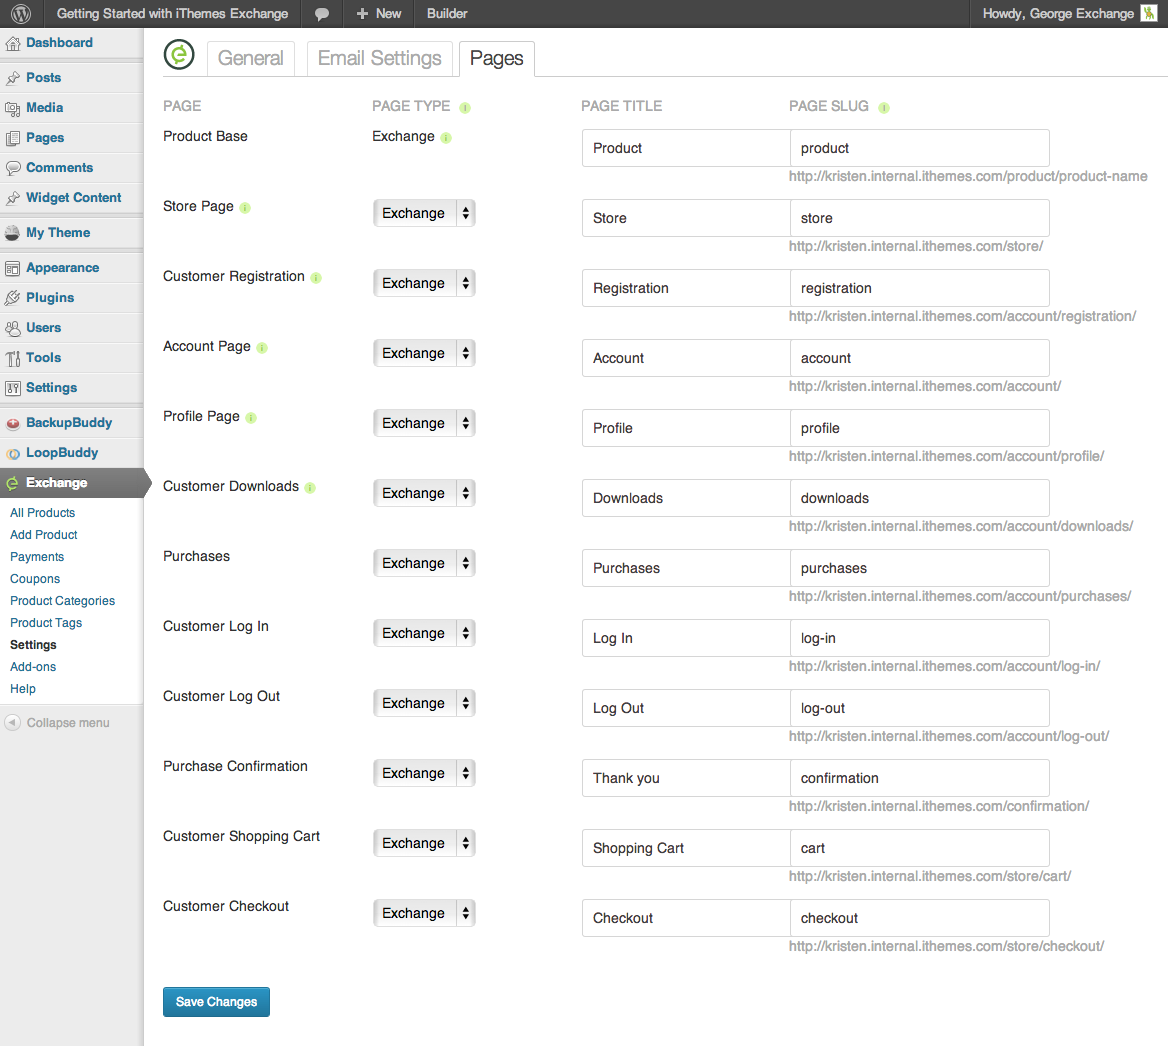 Getting Started with iThemes Exchange + New Builder Howdy, George Exchange
Dashboard
Posts
Media
Pages
Comments
Widget Content
My Theme
Appearance
Plugins
Users
Tools
Settings
BackupBuddy
LoopBuddy
Exchange
All Products
Add Product
Payments
Coupons
Product Categories
Product Tags
Settings
Add-ons
Help
Collapse menu
General Email Settings Pages
PAGE PAGE TYPE i PAGE TITLE PAGE SLUG i
Product Base Exchange i Product product
http://kristen.internal.ithemes.com/product/product-name
Store Page i Exchange Store store
http://kristen.internal.ithemes.com/store/
Customer Registration i Exchange Registration registration
http://kristen.internal.ithemes.com/account/registration/
Account Page i Exchange Account account
http://kristen.internal.ithemes.com/account/
Profile Page i Exchange Profile profile
http://kristen.internal.ithemes.com/account/profile/
Customer Downloads i Exchange Downloads downloads
http://kristen.internal.ithemes.com/account/downloads/
Purchases Exchange Purchases purchases
http://kristen.internal.ithemes.com/account/purchases/
Customer Log In Exchange Log In log-in
http://kristen.internal.ithemes.com/account/log-in/
Customer Log Out Exchange Log Out log-out
http://kristen.internal.ithemes.com/account/log-out/
Purchase Confirmation Exchange Thank you confirmation
http://kristen.internal.ithemes.com/confirmation/
Customer Shopping Cart Exchange Shopping Cart cart
http://kristen.internal.ithemes.com/store/cart/
Customer Checkout Exchange Checkout checkout
http://kristen.internal.ithemes.com/store/checkout/
Save Changes